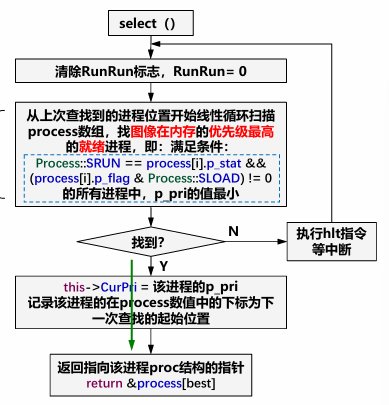 select（）
清除RunRun标志，RunRun= 0
从上次查找到的进程位置开始线性循环扫描
process数组，找图像在内存的优先级最高
的就绪进程，即：满足条件：
Process::SRUN == process[i].p_stat &&
(process[i].p_flag & Process::SLOAD) != 0
的所有进程中，p_pri的值最小
找到?
N
执行hlt指令
等中断
Y
this->CurPri = 该进程的p_pri
记录该进程的在process数值中的下标为下
一次查找的起始位置
返回指向该进程proc结构的指针
return &process[best]